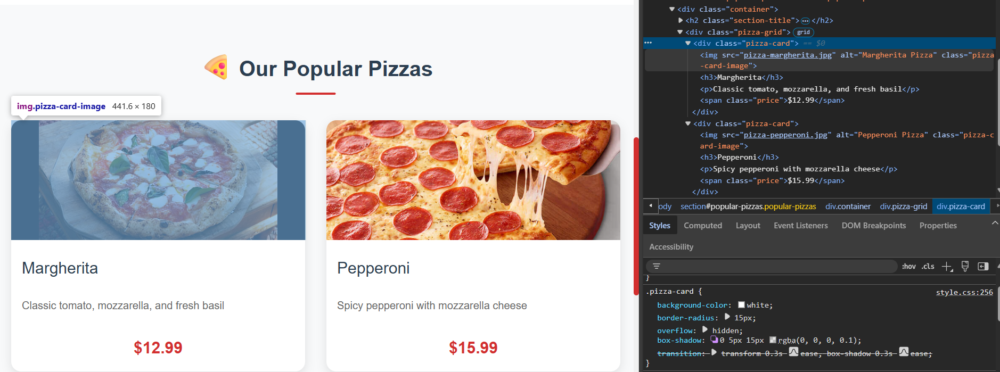 Our Popular Pizzas
img.pizza-card-image 441.6 × 180
Margherita
Classic tomato, mozzarella, and fresh basil
$12.99
Pepperoni
Spicy pepperoni with mozzarella cheese
$15.99
<div class="container">
<h2 class="section-title"> ••• </h2>
<div class="pizza-grid"> grid
••• <div class="pizza-card"> == $0
<img src="pizza-margherita.jpg" alt="Margherita Pizza" class="pizza
-card-image">
<h3>Margherita</h3>
<p>Classic tomato, mozzarella, and fresh basil</p>
<span class="price">$12.99</span>
</div>
<div class="pizza-card">
<img src="pizza-pepperoni.jpg" alt="Pepperoni Pizza" class="pizza-c
ard-image">
<h3>Pepperoni</h3>
<p>Spicy pepperoni with mozzarella cheese</p>
<span class="price">$15.99</span>
</div>
ody section#popular-pizzas.popular-pizzas div.container div.pizza-grid div.pizza-card
Styles Computed Layout Event Listeners DOM Breakpoints Properties
Accessibility
:hov .cls
}
.pizza-card { style.css:256
background-color: white;
border-radius: 15px;
overflow: hidden;
box-shadow: 0 5px 15px rgba(0, 0, 0, 0.1);
transition: transform 0.3s ease, box-shadow 0.3s ease;
}